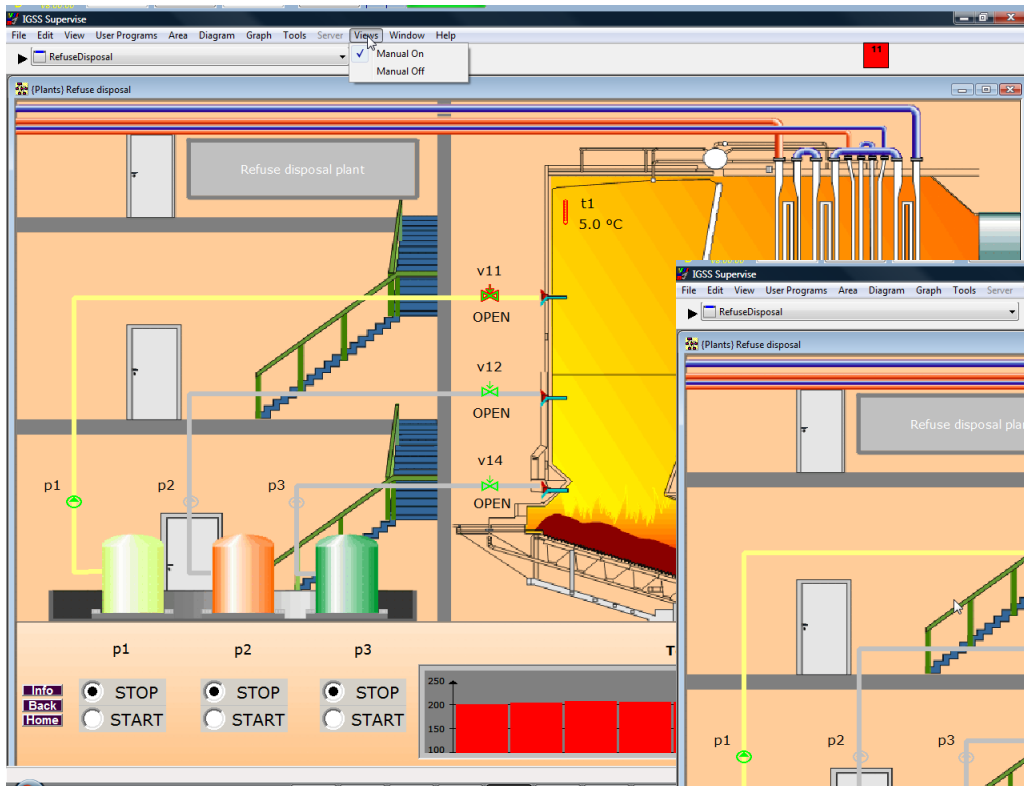 IGSS Supervise
File Edit View User Programs Area Diagram Graph Tools Server Views Window Help
RefuseDisposal
Manual On
Manual Off
11
(Plants) Refuse disposal
Refuse disposal plant
t1
5.0 ºC
v11
OPEN
v12
OPEN
v14
OPEN
p1 p2 p3
p1 p2 p3
T
Info
Back
Home
STOP STOP STOP
START START START
250
200
150
100
IGSS Supervise
File Edit View User Programs Area Diagram Graph Tools Server
RefuseDisposal
(Plants) Refuse disposal
Refuse disposal pla
p1 p2 p3